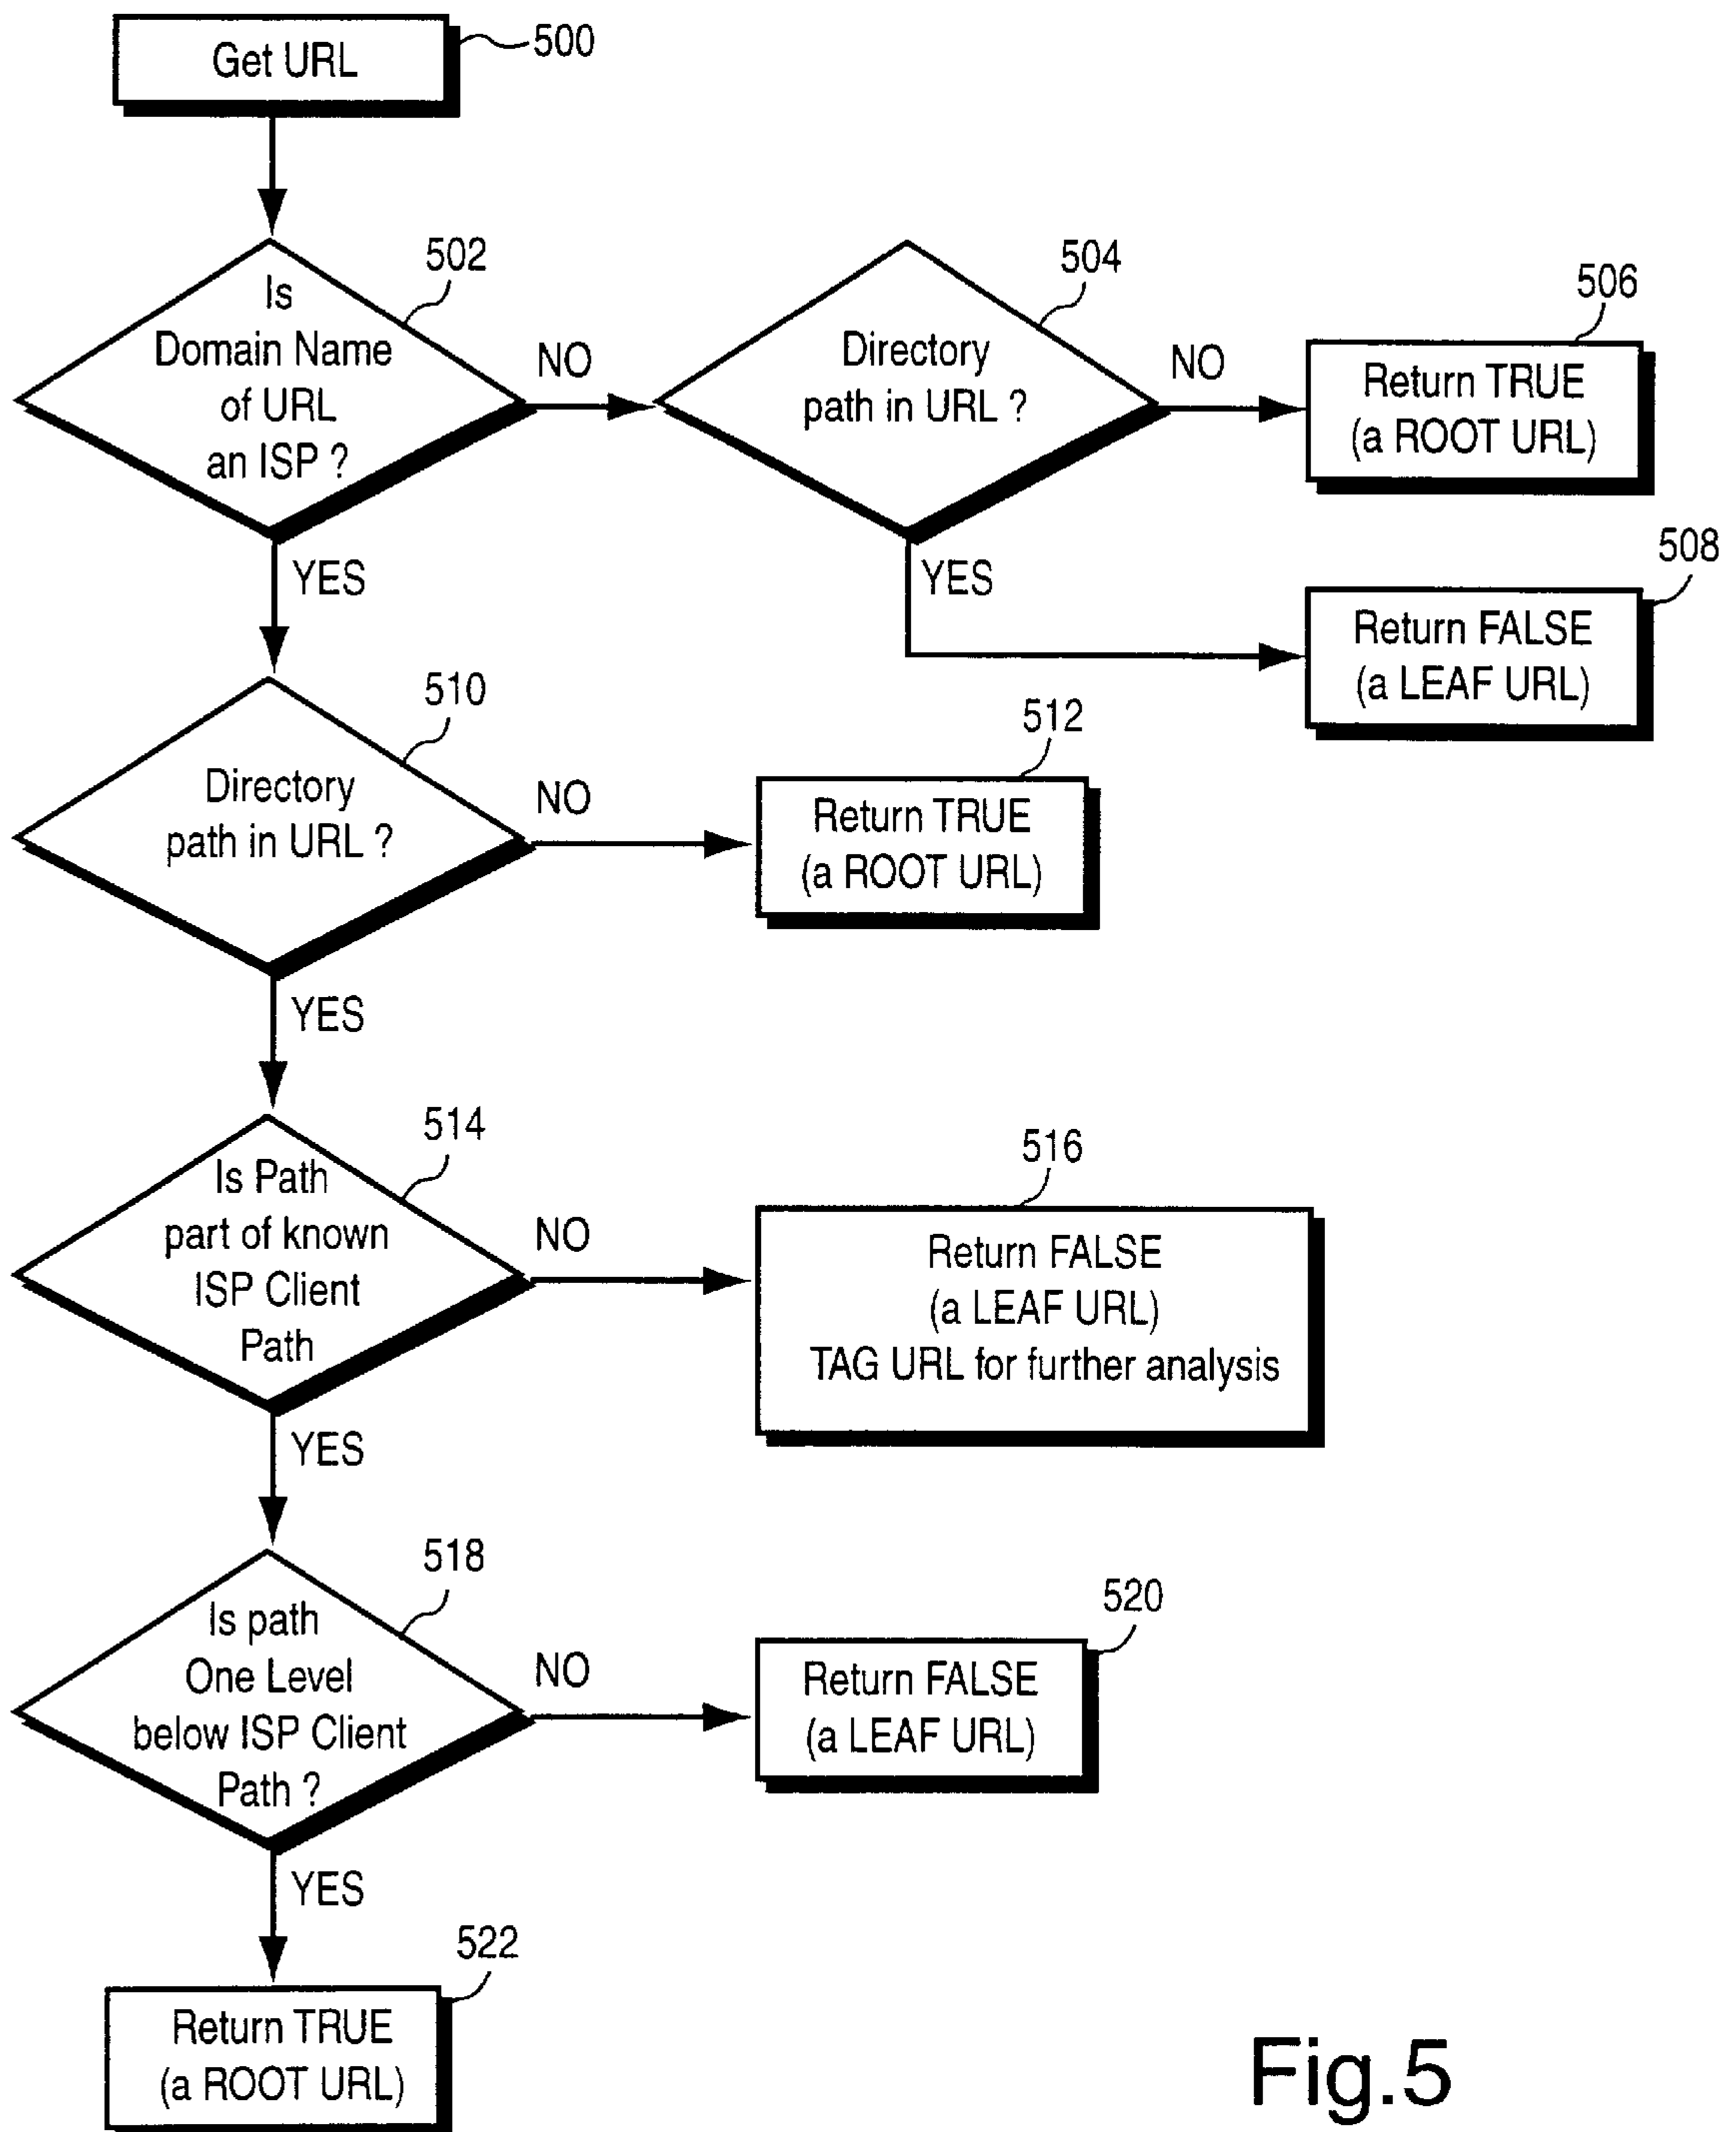 Get URL
500
502
Is
Domain Name
of URL
an ISP ?
NO
504
Directory
path in URL ?
NO
506
Return TRUE
(a ROOT URL)
YES
YES
508
Return FALSE
(a LEAF URL)
510
Directory
path in URL ?
NO
512
Return TRUE
(a ROOT URL)
YES
514
Is Path
part of known
ISP Client
Path
NO
516
Return FALSE
(a LEAF URL)
TAG URL for further analysis
YES
518
Is path
One Level
below ISP Client
Path ?
NO
520
Return FALSE
(a LEAF URL)
YES
522
Return TRUE
(a ROOT URL)
Fig.5